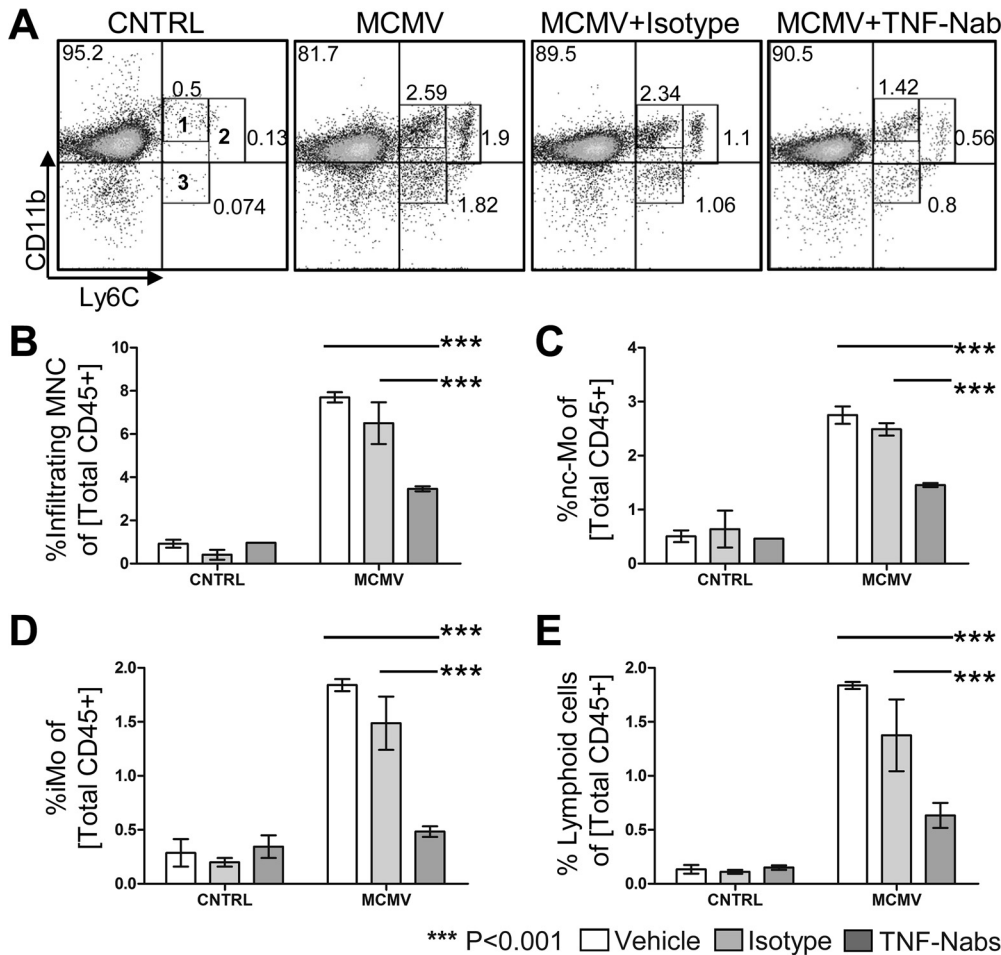 A
CNTRL MCMV MCMV+Isotype MCMV+TNF-Nab
95.2 81.7 89.5 90.5
0.5 2.59 2.34 1.42
1 2 0.13 1.9 1.1 0.56
3 0.074 1.82 1.06 0.8
CD11b
Ly6C
B
%Infiltrating MNC
of [Total CD45+]
10
8
6
4
2
0
***
***
CNTRL MCMV
C
%nc-Mo of
[Total CD45+]
4
3
2
1
0
***
***
CNTRL MCMV
D
%iMo of
[Total CD45+]
2.0
1.5
1.0
0.5
0.0
***
***
CNTRL MCMV
E
% Lymphoid cells
of [Total CD45+]
2.0
1.5
1.0
0.5
0.0
***
***
CNTRL MCMV
*** P<0.001 Vehicle Isotype TNF-Nabs